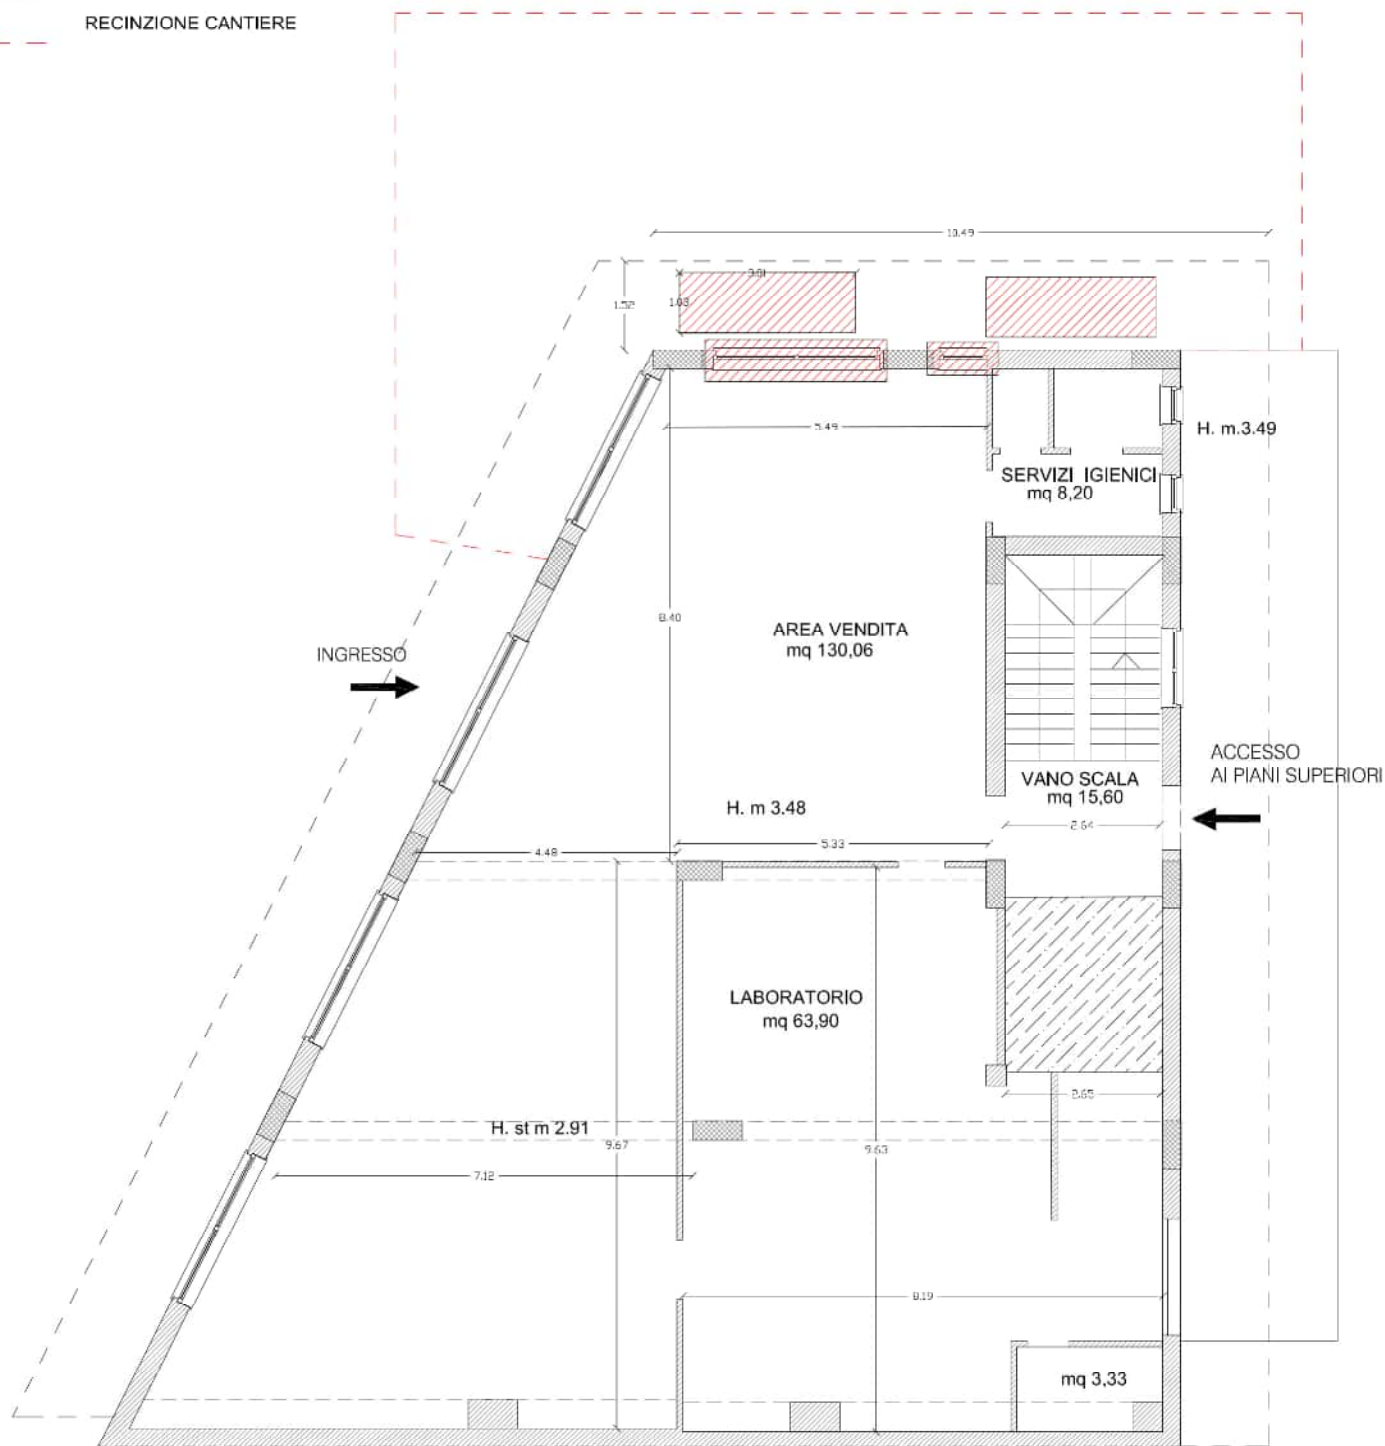 RECINZIONE CANTIERE
10.49
3.01
1.52
1.03
5.49
H. m.3.49
SERVIZI IGIENICI
mq 8,20
8.40
AREA VENDITA
mq 130,06
INGRESSO
ACCESSO
AI PIANI SUPERIORI
VANO SCALA
mq 15,60
H. m 3.48
2.64
5.33
4.48
LABORATORIO
mq 63,90
2.65
H. st m 2.91
9.67
9.63
7.12
8.19
mq 3,33